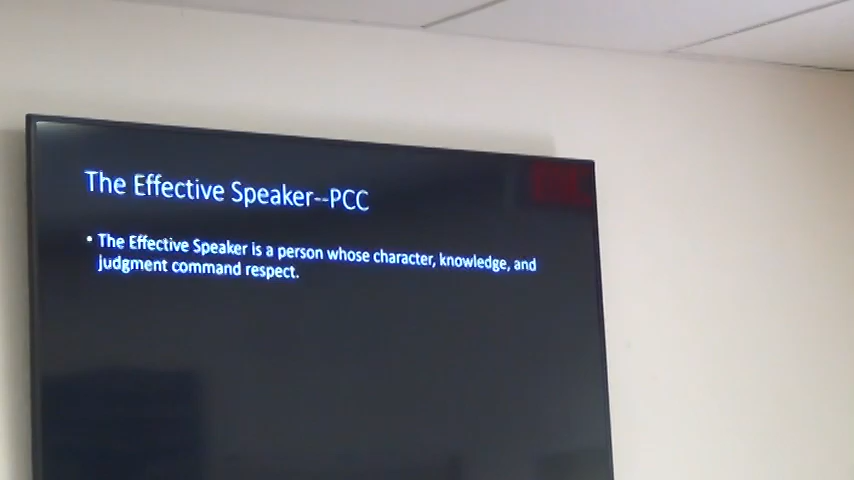 The Effective Speaker--PCC
• The Effective Speaker is a person whose character, knowledge, and
judgment command respect.